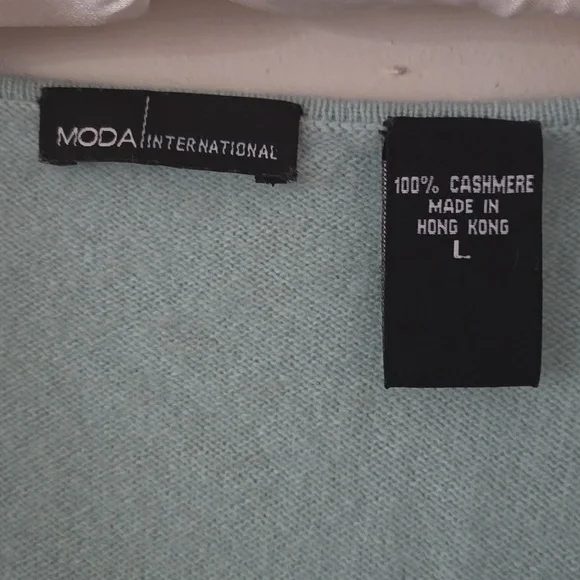 MODA INTERNATIONAL
100% CASHMERE
MADE IN
HONG KONG
L